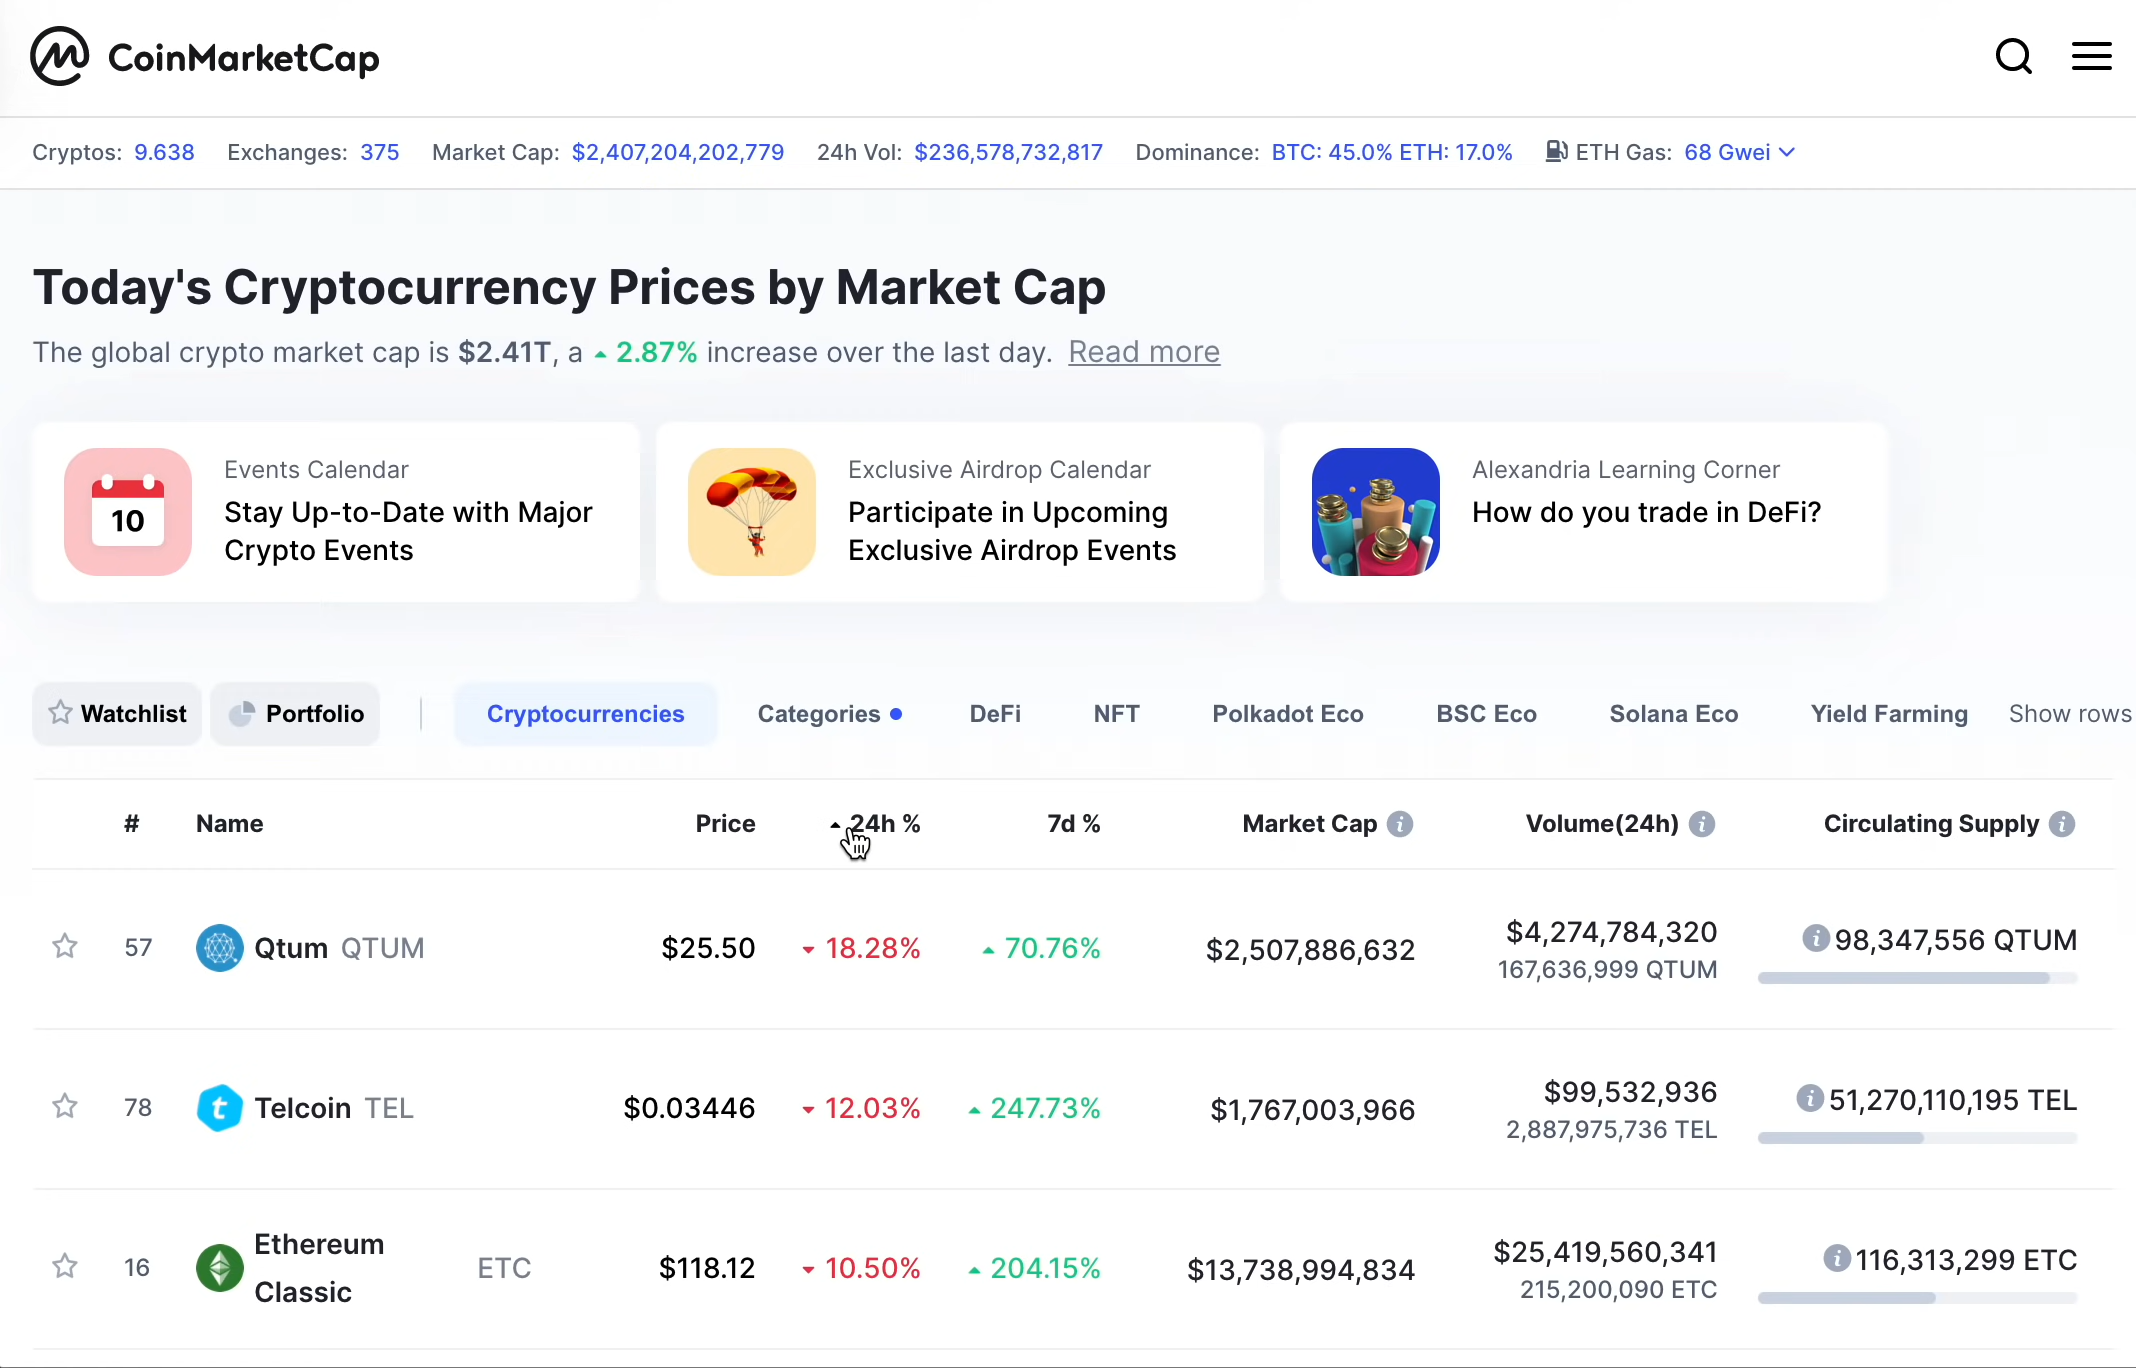 CoinMarketCap
Cryptos: 9.638 Exchanges: 375 Market Cap: $2,407,204,202,779 24h Vol: $236,578,732,817 Dominance: BTC: 45.0% ETH: 17.0% ETH Gas: 68 Gwei
Today's Cryptocurrency Prices by Market Cap
The global crypto market cap is $2.41T, a 2.87% increase over the last day. Read more
10
Events Calendar
Stay Up-to-Date with Major
Crypto Events
Exclusive Airdrop Calendar
Participate in Upcoming
Exclusive Airdrop Events
Alexandria Learning Corner
How do you trade in DeFi?
Watchlist Portfolio Cryptocurrencies Categories DeFi NFT Polkadot Eco BSC Eco Solana Eco Yield Farming Show rows
# Name Price 24h % 7d % Market Cap Volume(24h) Circulating Supply
57 Qtum QTUM $25.50 18.28% 70.76% $2,507,886,632 $4,274,784,320 98,347,556 QTUM
167,636,999 QTUM
78 Telcoin TEL $0.03446 12.03% 247.73% $1,767,003,966 $99,532,936 51,270,110,195 TEL
2,887,975,736 TEL
16 Ethereum Classic ETC $118.12 10.50% 204.15% $13,738,994,834 $25,419,560,341 116,313,299 ETC
215,200,090 ETC